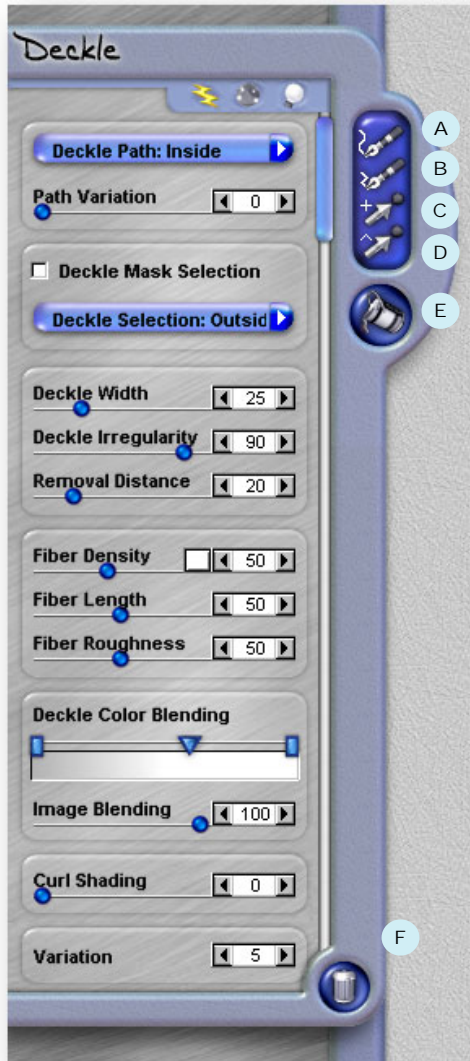 Deckle
Deckle Path: Inside
Path Variation 0
Deckle Mask Selection
Deckle Selection: Outsid
Deckle Width 25
Deckle Irregularity 90
Removal Distance 20
Fiber Density 50
Fiber Length 50
Fiber Roughness 50
Deckle Color Blending
Image Blending 100
Curl Shading 0
Variation 5
A
B
C
D
E
F